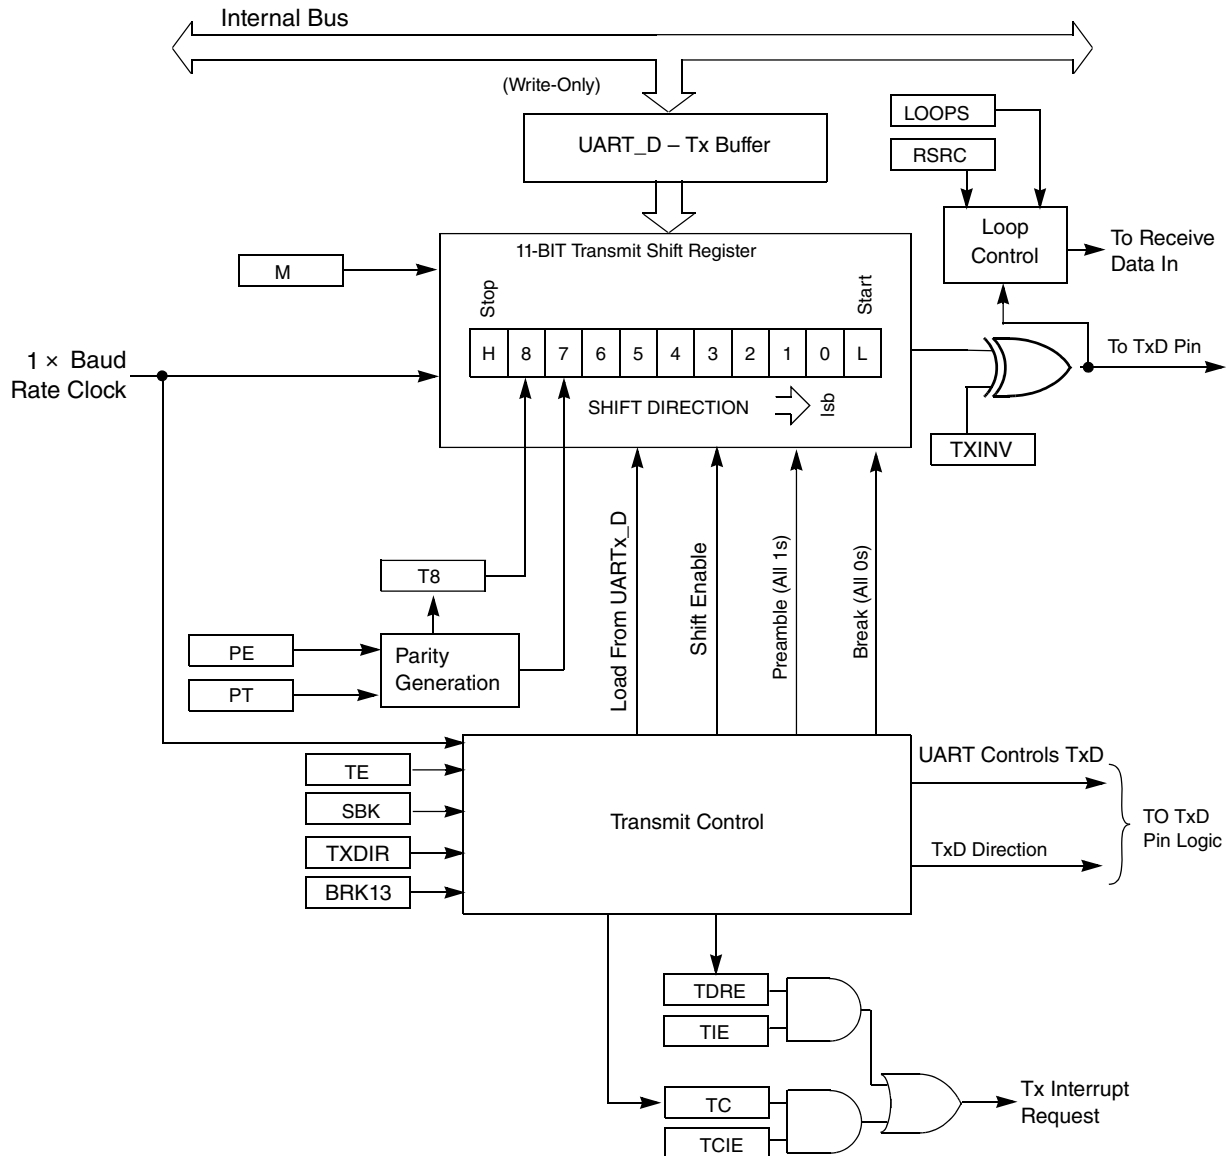 Internal Bus
(Write-Only)
UART_D – Tx Buffer
LOOPS
RSRC
Loop
Control
To Receive
Data In
11-BIT Transmit Shift Register
M
Stop
Start
H 8 7 6 5 4 3 2 1 0 L
1 × Baud
Rate Clock
SHIFT DIRECTION
lsb
To TxD Pin
TXINV
T8
PE
PT
Parity
Generation
Load From UARTx_D
Shift Enable
Preamble (All 1s)
Break (All 0s)
TE
SBK
TXDIR
BRK13
Transmit Control
UART Controls TxD
TxD Direction
TO TxD
Pin Logic
TDRE
TIE
TC
TCIE
Tx Interrupt
Request